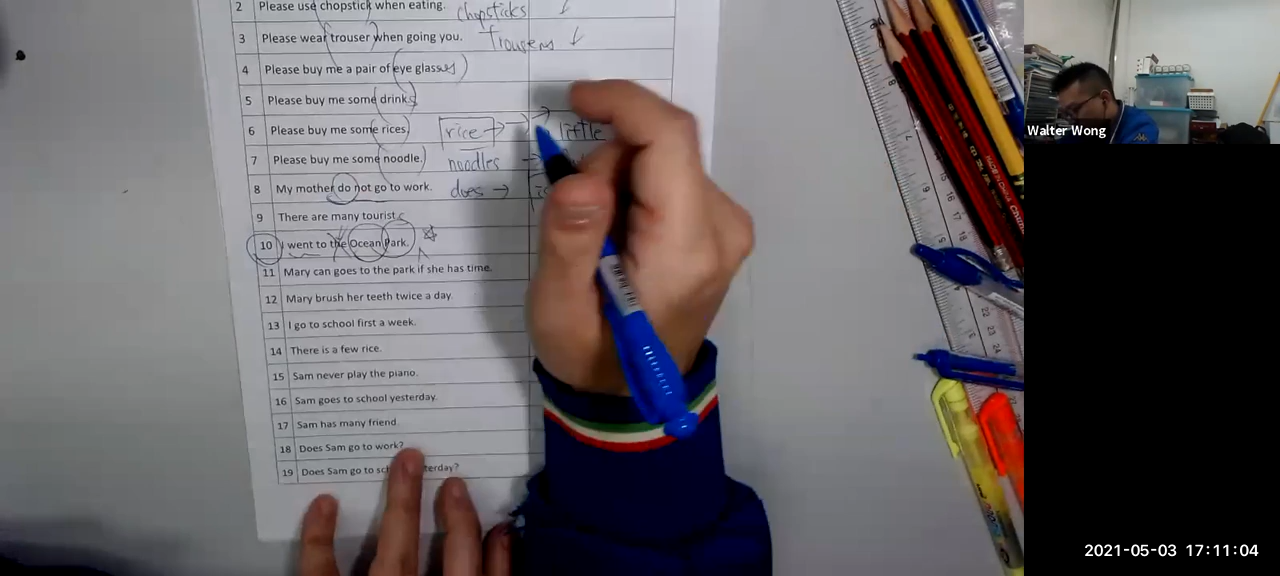 2 Please use chopstick when eating. chopsticks
3 Please wear trouser when going you. Trousers
4 Please buy me a pair of eye glasses
5 Please buy me some drinks
6 Please buy me some rices rice little
7 Please buy me some noodle. noodles
8 My mother do not go to work. does
9 There are many tourists
10 I went to the Ocean Park.
11 Mary can goes to the park if she has time.
12 Mary brush her teeth twice a day.
13 I go to school first a week.
14 There is a few rice.
15 Sam never play the piano.
16 Sam goes to school yesterday.
17 Sam has many friend.
18 Does Sam go to work?
19 Does Sam go to
Walter Wong
2021-05-03 17:11:04